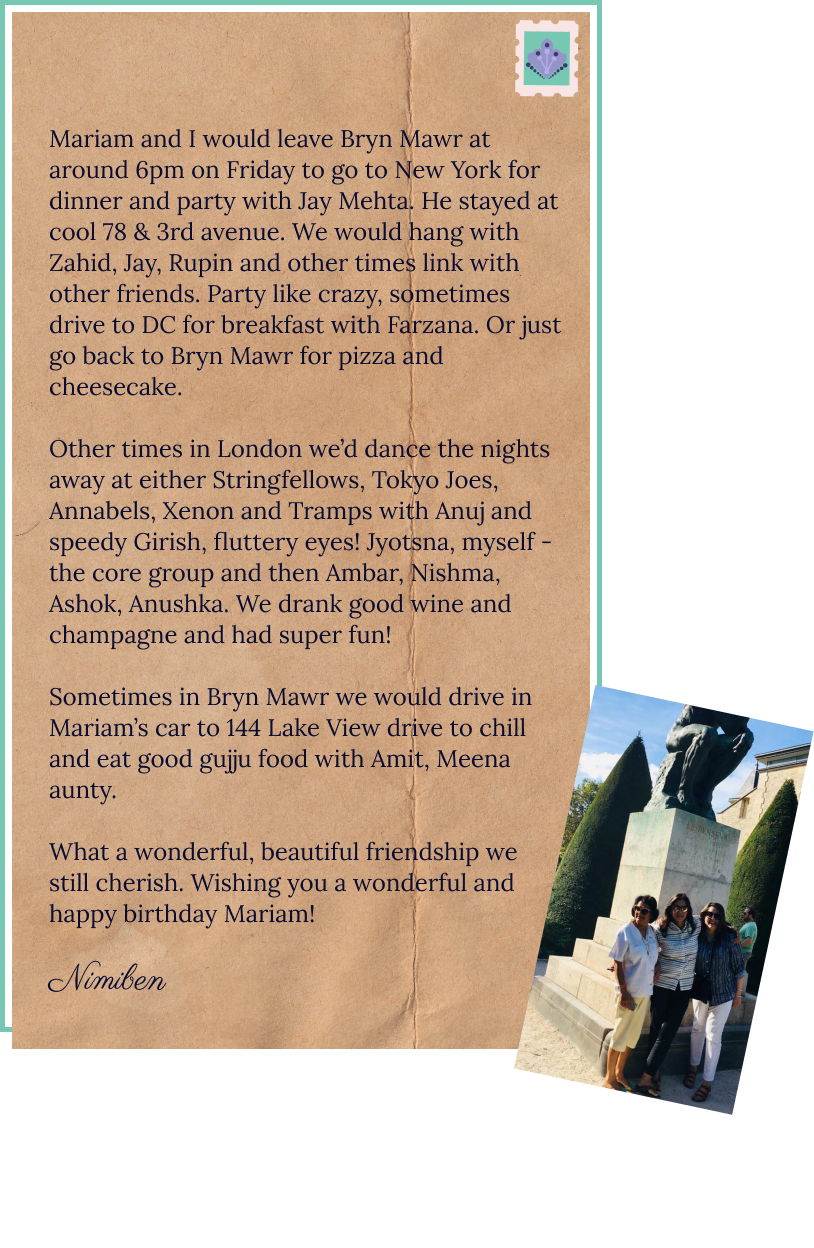 Mariam and I would leave Bryn Mawr at
around 6pm on Friday to go to New York for
dinner and party with Jay Mehta. He stayed at
cool 78 & 3rd avenue. We would hang with
Zahid, Jay, Rupin and other times link with
other friends. Party like crazy, sometimes
drive to DC for breakfast with Farzana. Or just
go back to Bryn Mawr for pizza and
cheesecake.
Other times in London we’d dance the nights
away at either Stringfellows, Tokyo Joes,
Annabels, Xenon and Tramps with Anuj and
speedy Girish, fluttery eyes! Jyotsna, myself -
the core group and then Ambar, Nishma,
Ashok, Anushka. We drank good wine and
champagne and had super fun!
Sometimes in Bryn Mawr we would drive in
Mariam’s car to 144 Lake View drive to chill
and eat good gujju food with Amit, Meena
aunty.
What a wonderful, beautiful friendship we
still cherish. Wishing you a wonderful and
happy birthday Mariam!
Nimiben